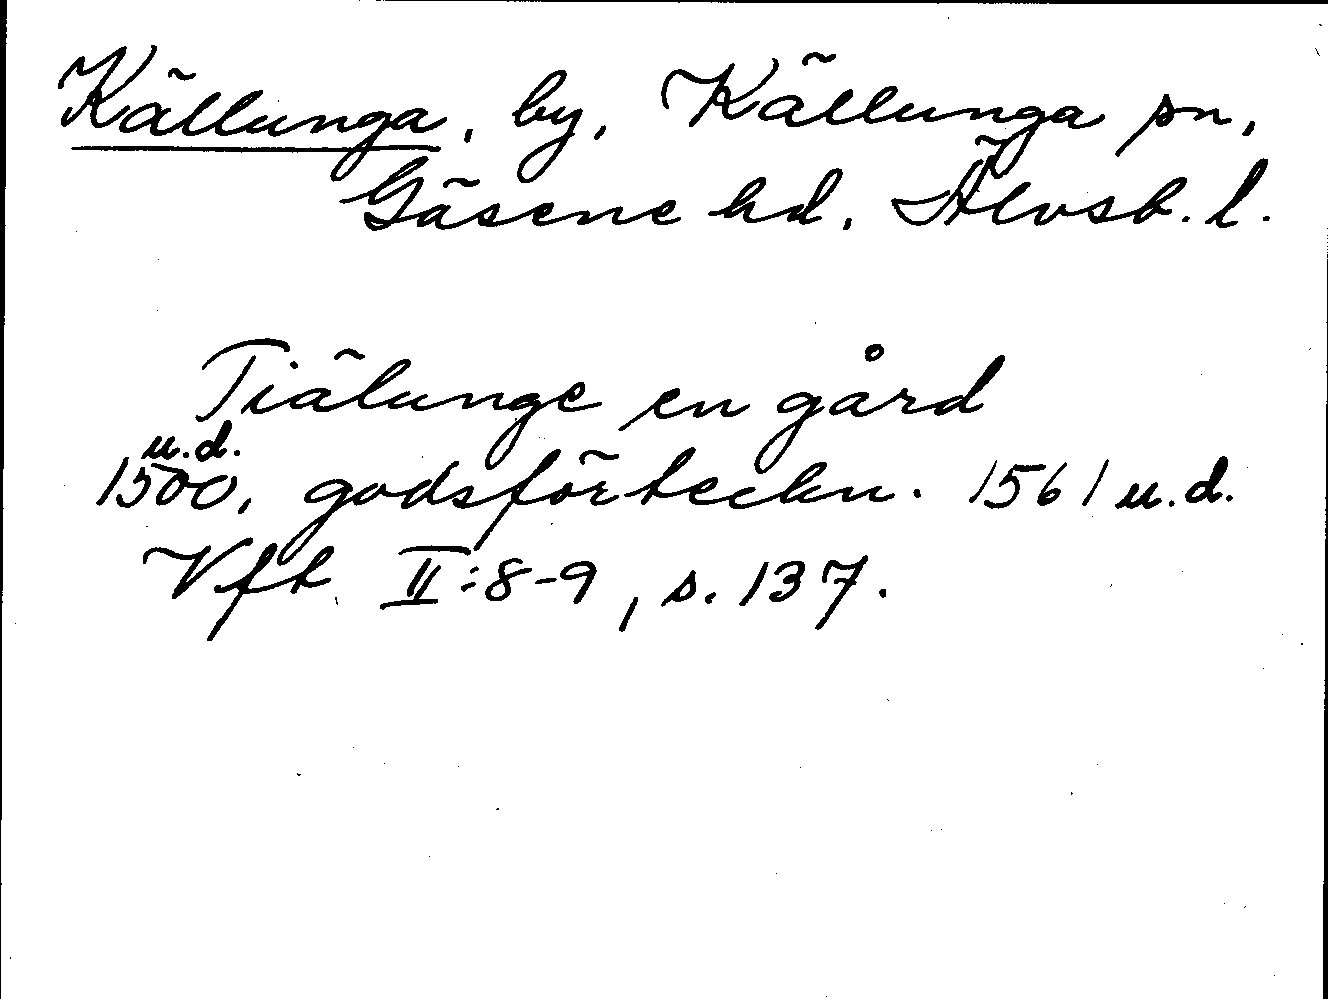 Källunga, by, Källunga sn,
Gäsene hd, Älvsb. l.
Tiälunge en gård
u.d.
1500, godsförteckn. 1561 u.d.
Vft II:8-9, s. 137.